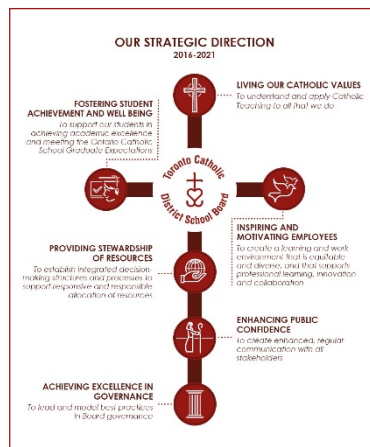 OUR STRATEGIC DIRECTION
2016-2021
LIVING OUR CATHOLIC VALUES
To understand and apply Catholic
Teaching to all that we do
FOSTERING STUDENT
ACHIEVEMENT AND WELL BEING
To support our students in
achieving academic excellence
and meeting the Ontario Catholic
School Graduate Expectations
Toronto Catholic
District School Board
INSPIRING AND
MOTIVATING EMPLOYEES
To create a learning and work
environment that is equitable
and diverse, and that supports
professional learning, innovation
and collaboration
PROVIDING STEWARDSHIP
OF RESOURCES
To establish integrated decision-
making structures and processes to
support responsive and responsible
allocation of resources
ENHANCING PUBLIC
CONFIDENCE
To create enhanced, regular
communication with all
stakeholders
ACHIEVING EXCELLENCE IN
GOVERNANCE
To lead and model best practices
in Board governance